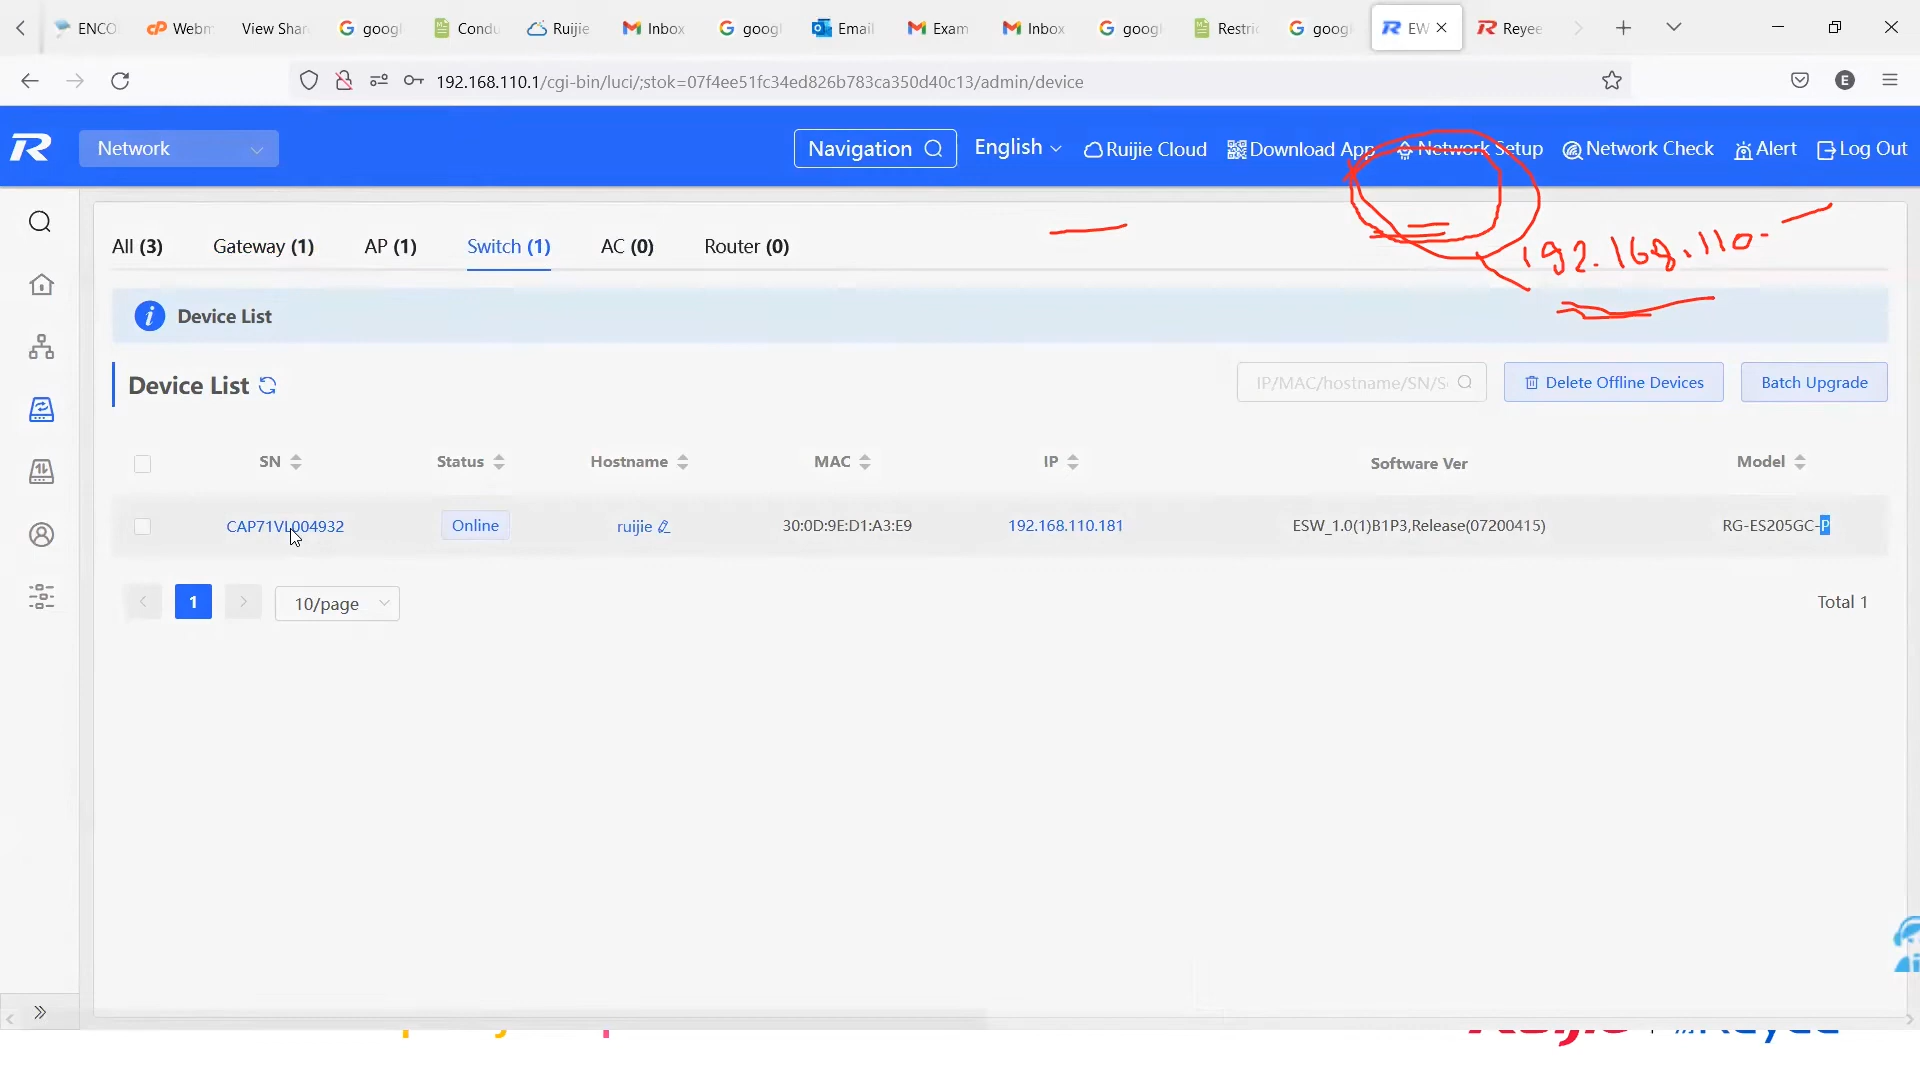 ENCO Webm View Shar googl Condu Ruijie Inbox googl Email Exam Inbox googl Restri googl EW Reyee
192.168.110.1/cgi-bin/luci/;stok=07f4ee51fc34ed826b783ca350d40c13/admin/device E
R Network Navigation English Ruijie Cloud Download App Network Setup Network Check Alert Log Out
All (3) Gateway (1) AP (1) Switch (1) AC (0) Router (0)
192.168.110.
Device List
Device List IP/MAC/hostname/SN/S Delete Offline Devices Batch Upgrade
SN Status Hostname MAC IP Software Ver Model
CAP71VL004932 Online ruijie 30:0D:9E:D1:A3:E9 192.168.110.181 ESW_1.0(1)B1P3,Release(07200415) RG-ES205GC-P
1 10/page Total 1